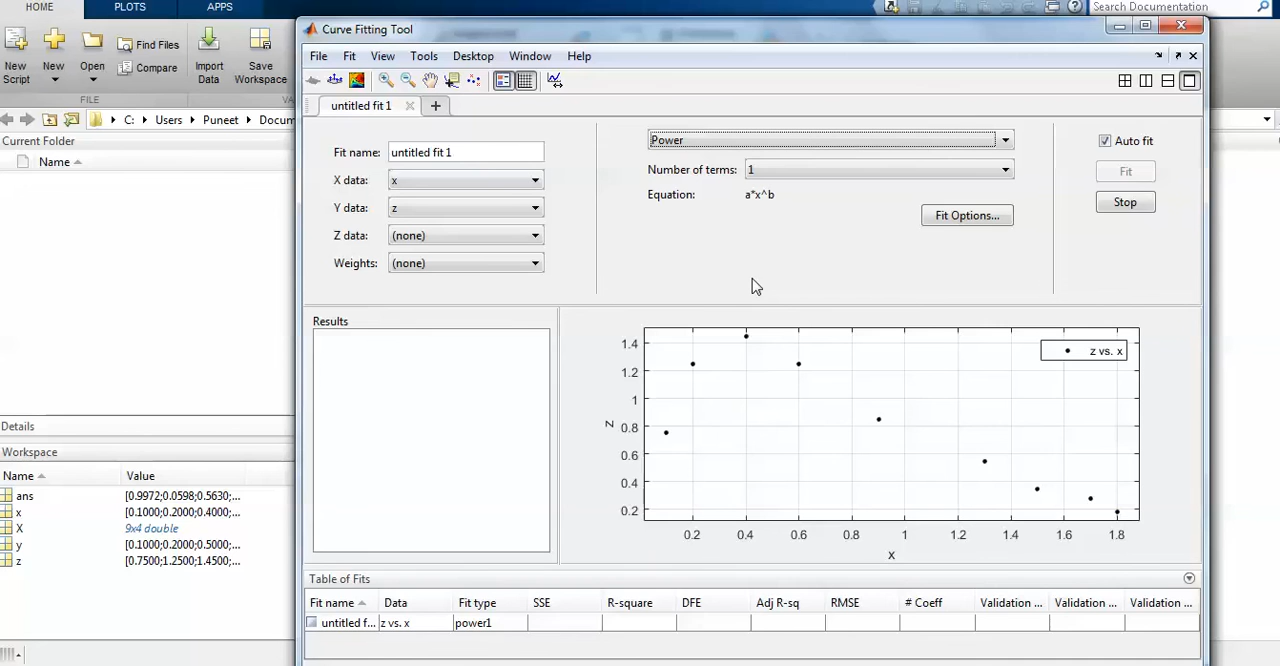 HOME PLOTS APPS Search Documentation
Curve Fitting Tool
New Script New Open Find Files Compare Import Data Save Workspace
FILE VA
File Fit View Tools Desktop Window Help
untitled fit 1
C: Users Puneet Docum
Current Folder
Name
Fit name: untitled fit 1
X data: x
Y data: z
Z data: (none)
Weights: (none)
Power
Number of terms: 1
Equation: a*x^b
Fit Options...
Auto fit
Fit
Stop
Results
z vs. x
1.4
1.2
1
0.8
0.6
0.4
0.2
z
0.2 0.4 0.6 0.8 1 1.2 1.4 1.6 1.8
x
Details
Workspace
Name Value
ans [0.9972;0.0598;0.5630;...
x [0.1000;0.2000;0.4000;...
X 9x4 double
y [0.1000;0.2000;0.5000;...
z [0.7500;1.2500;1.4500;...
Table of Fits
Fit name Data Fit type SSE R-square DFE Adj R-sq RMSE # Coeff Validation ... Validation ... Validation ...
untitled f... z vs. x power1